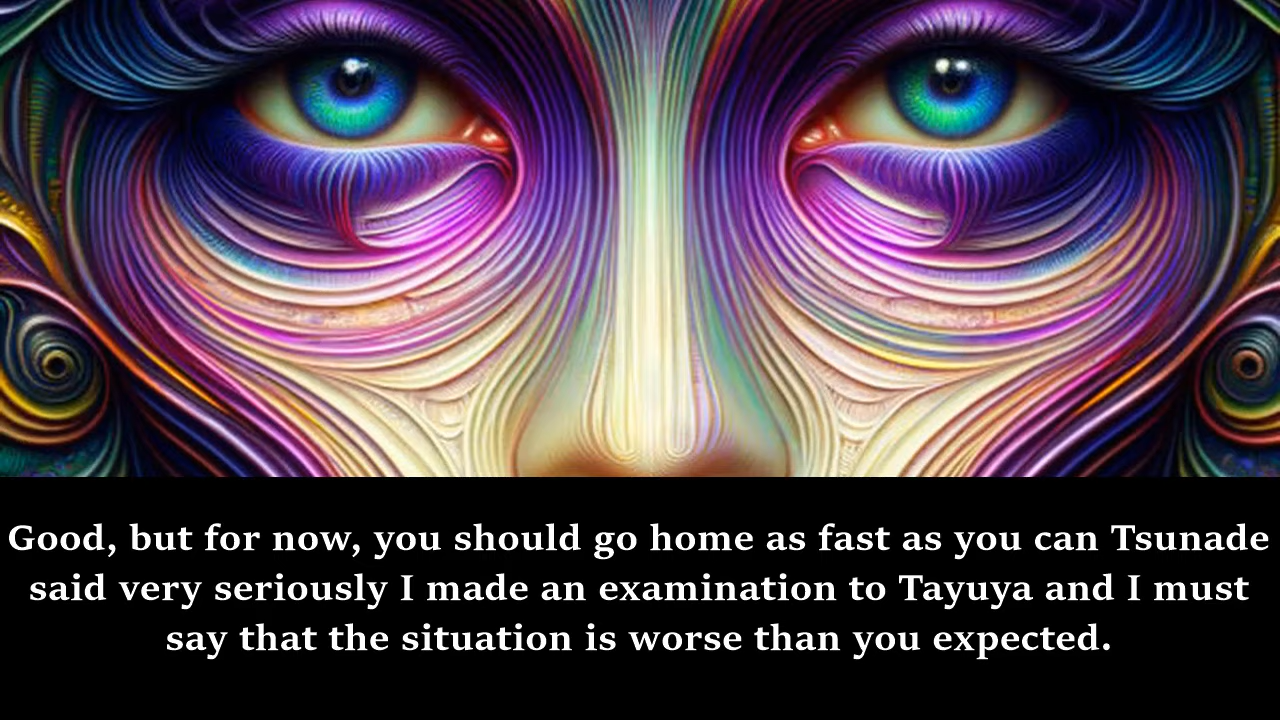 Good, but for now, you should go home as fast as you can Tsunade
said very seriously I made an examination to Tayuya and I must
say that the situation is worse than you expected.